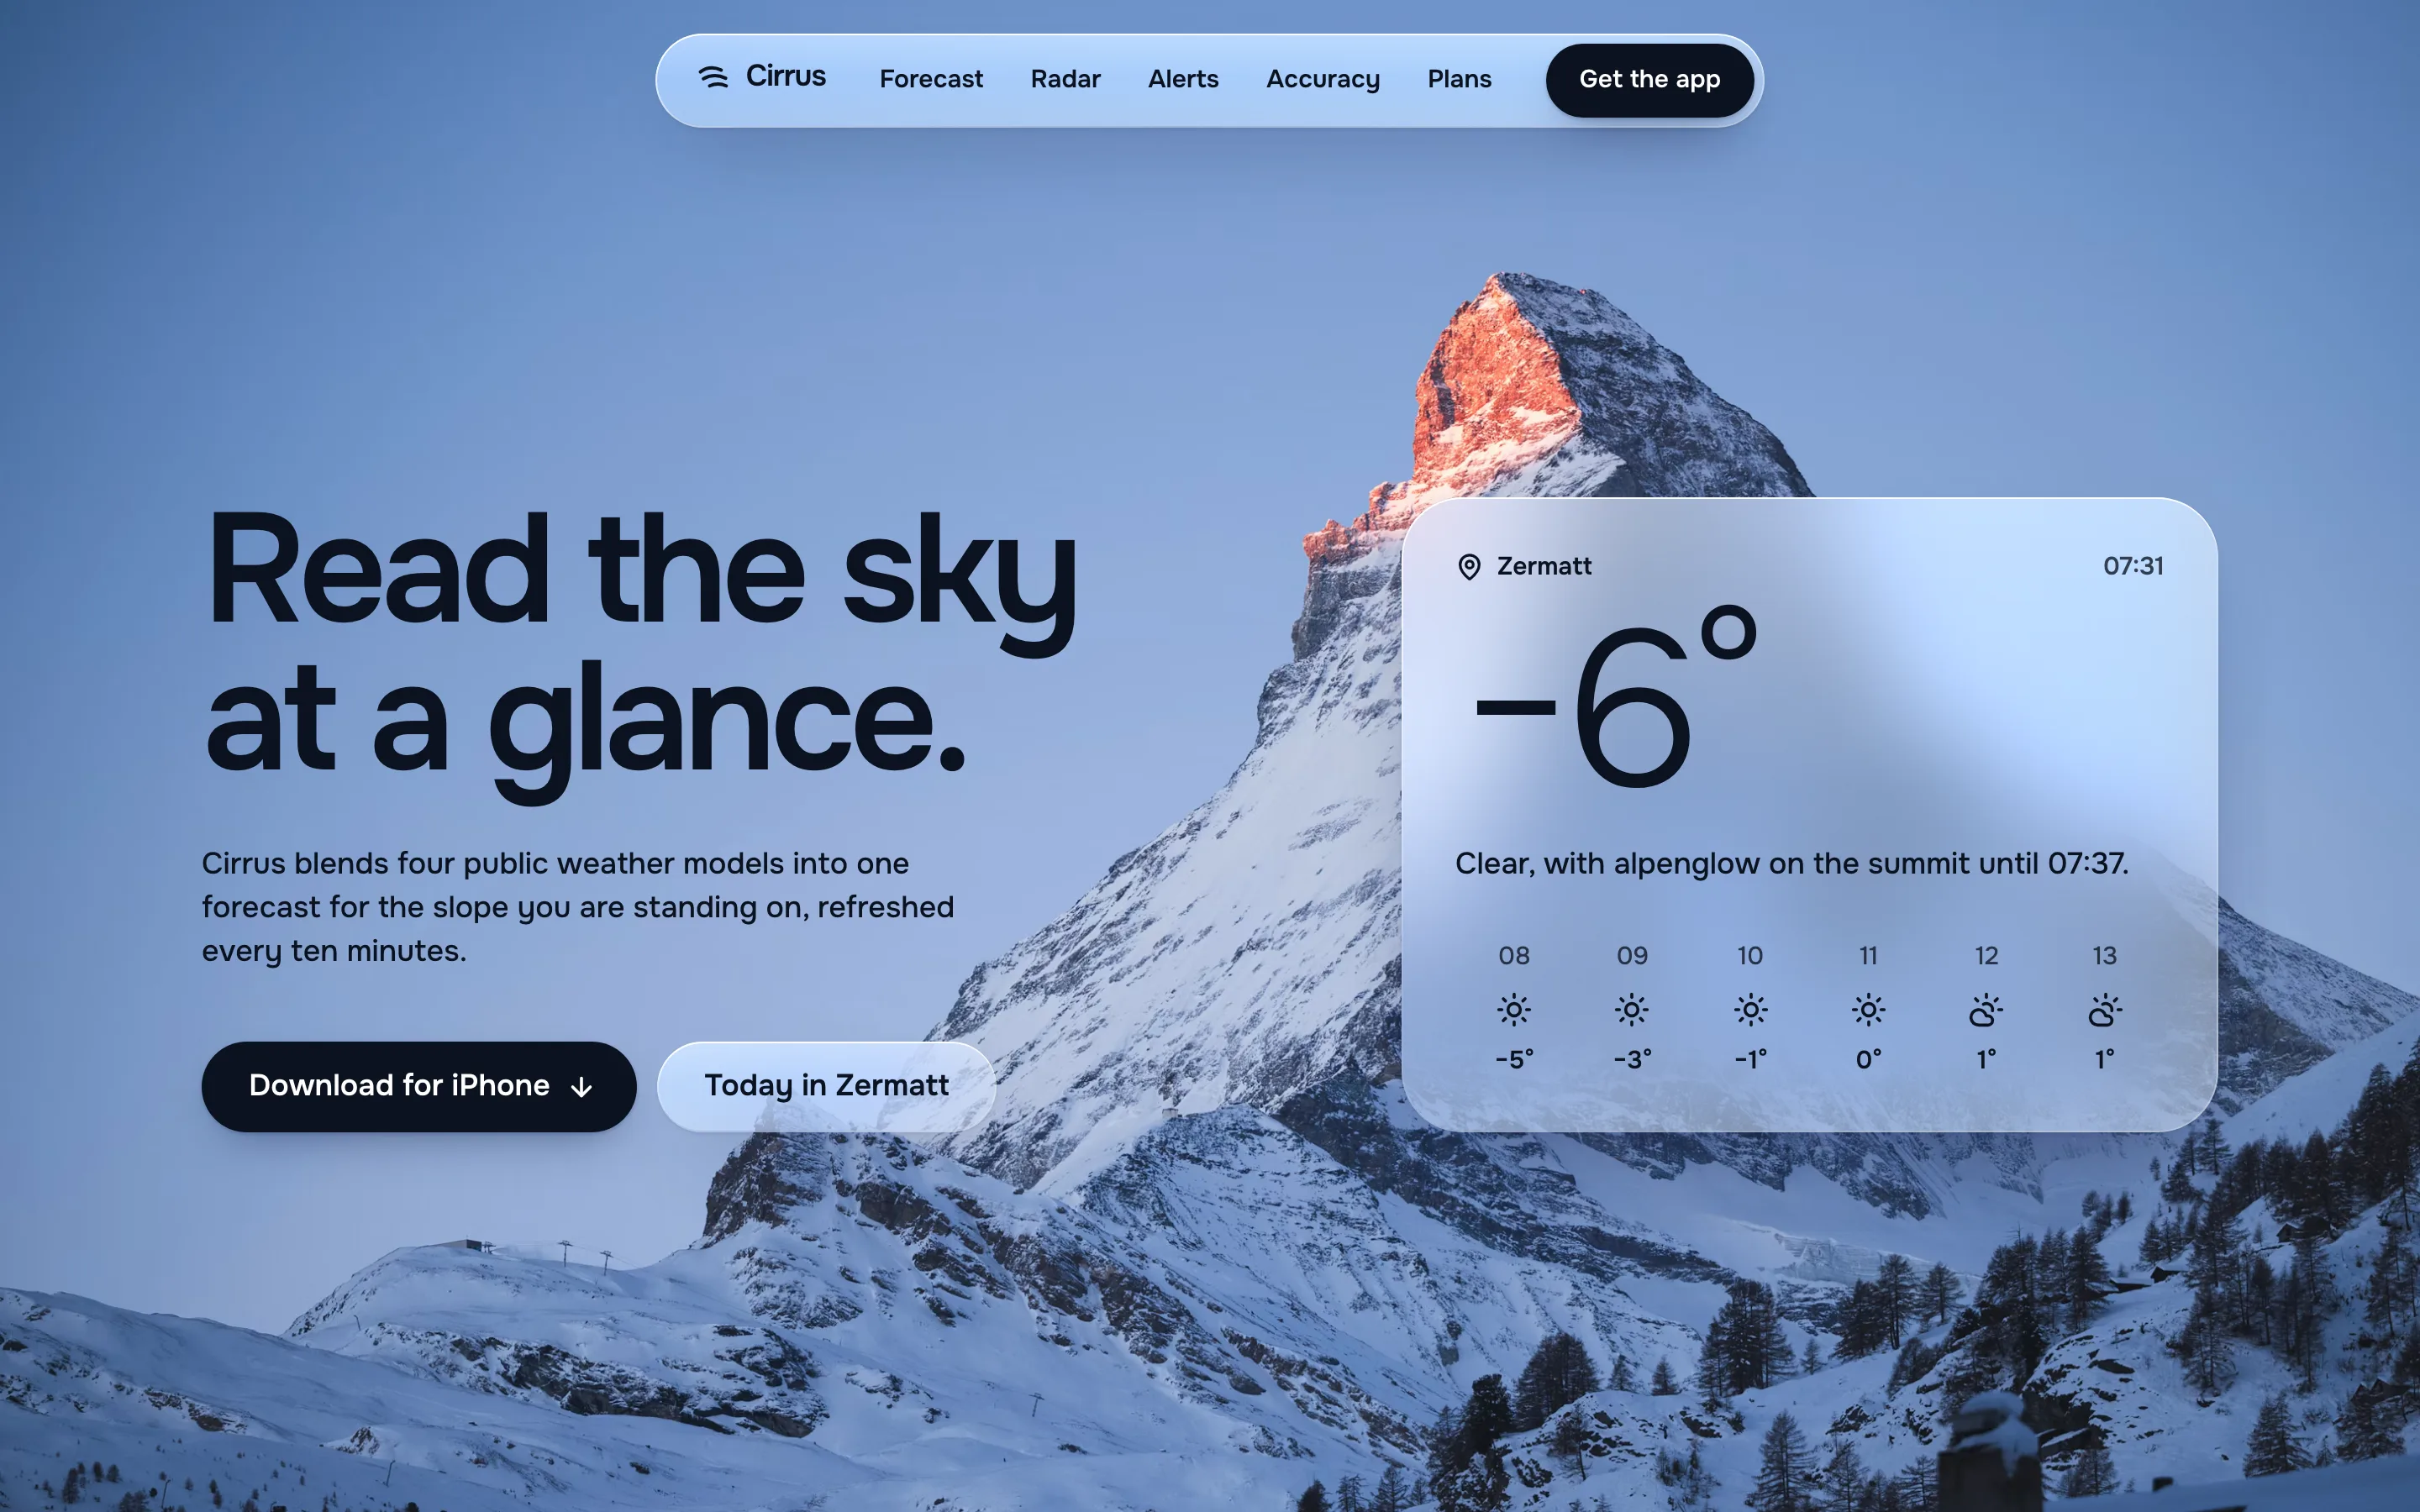 Cirrus Forecast Radar Alerts Accuracy Plans Get the app
Read the sky
at a glance.
Cirrus blends four public weather models into one
forecast for the slope you are standing on, refreshed
every ten minutes.
Download for iPhone Today in Zermatt
Zermatt 07:31
−6°
Clear, with alpenglow on the summit until 07:37.
08 09 10 11 12 13
−5° −3° −1° 0° 1° 1°